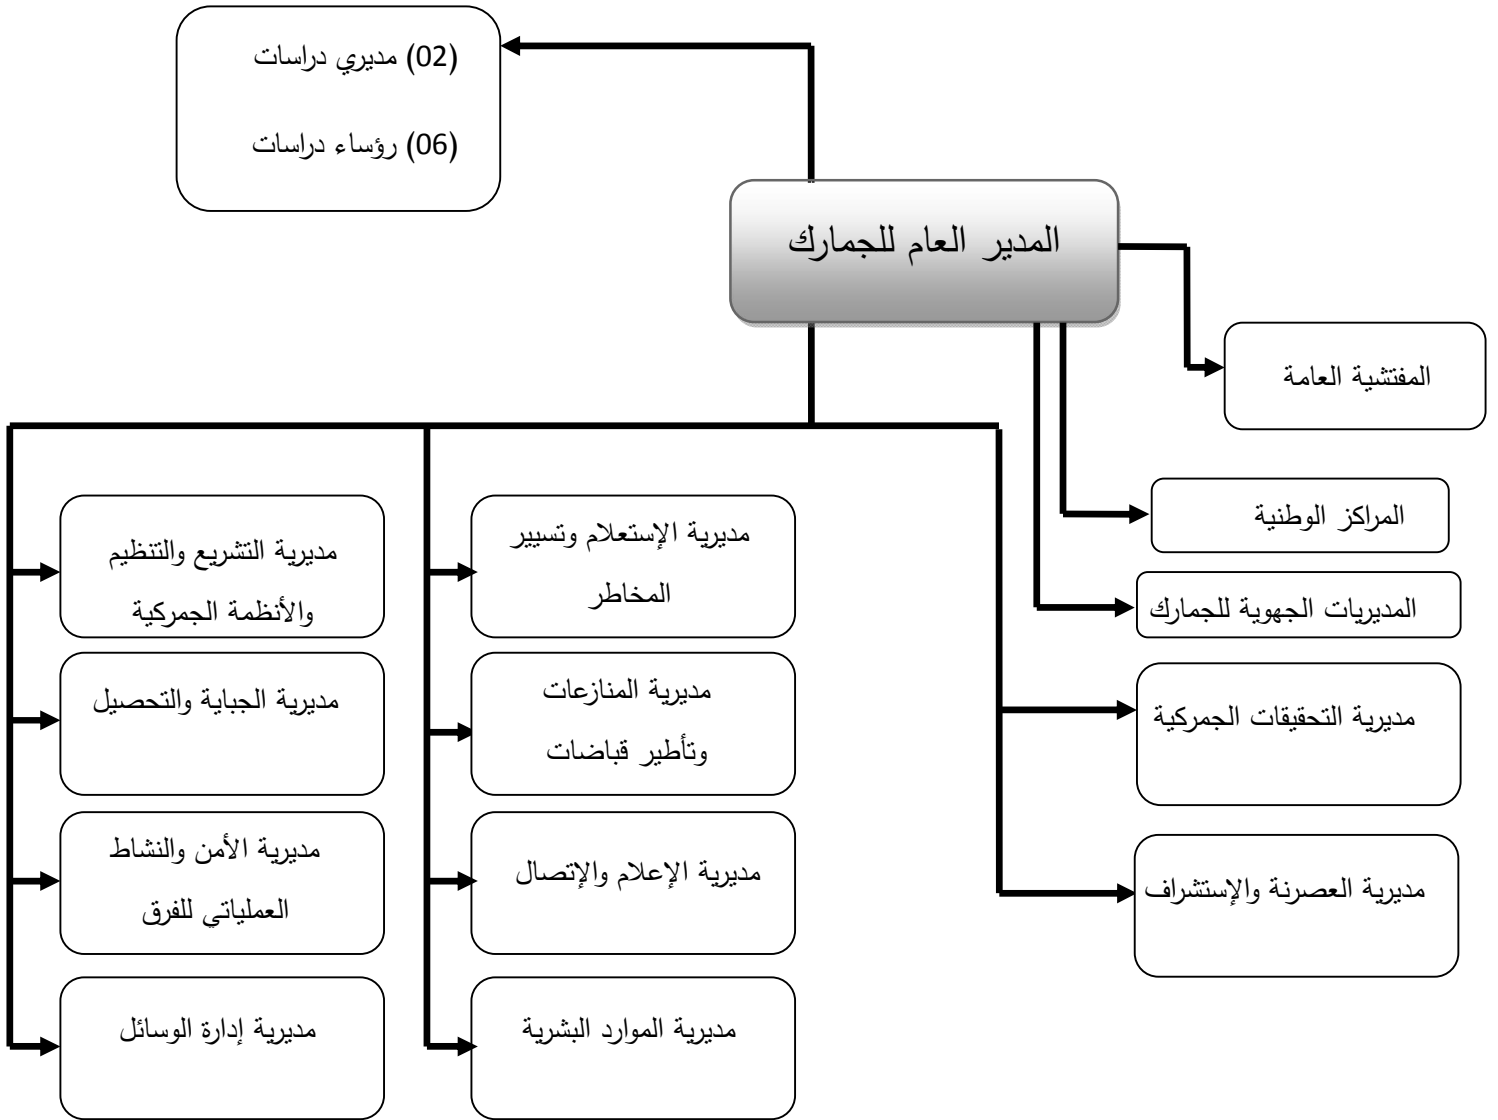 (02) مديري دراسات
(06) رؤساء دراسات
المدير العام للجمارك
المفتشية العامة
المراكز الوطنية
المديريات الجهوية للجمارك
مديرية التحقيقات الجمركية
مديرية العصرنة والإستشراف
مديرية الإستعلام وتسيير
المخاطر
مديرية المنازعات
وتأطير قباضات
مديرية الإعلام والإتصال
مديرية الموارد البشرية
مديرية التشريع والتنظيم
والأنظمة الجمركية
مديرية الجباية والتحصيل
مديرية الأمن والنشاط
العملياتي للفرق
مديرية إدارة الوسائل